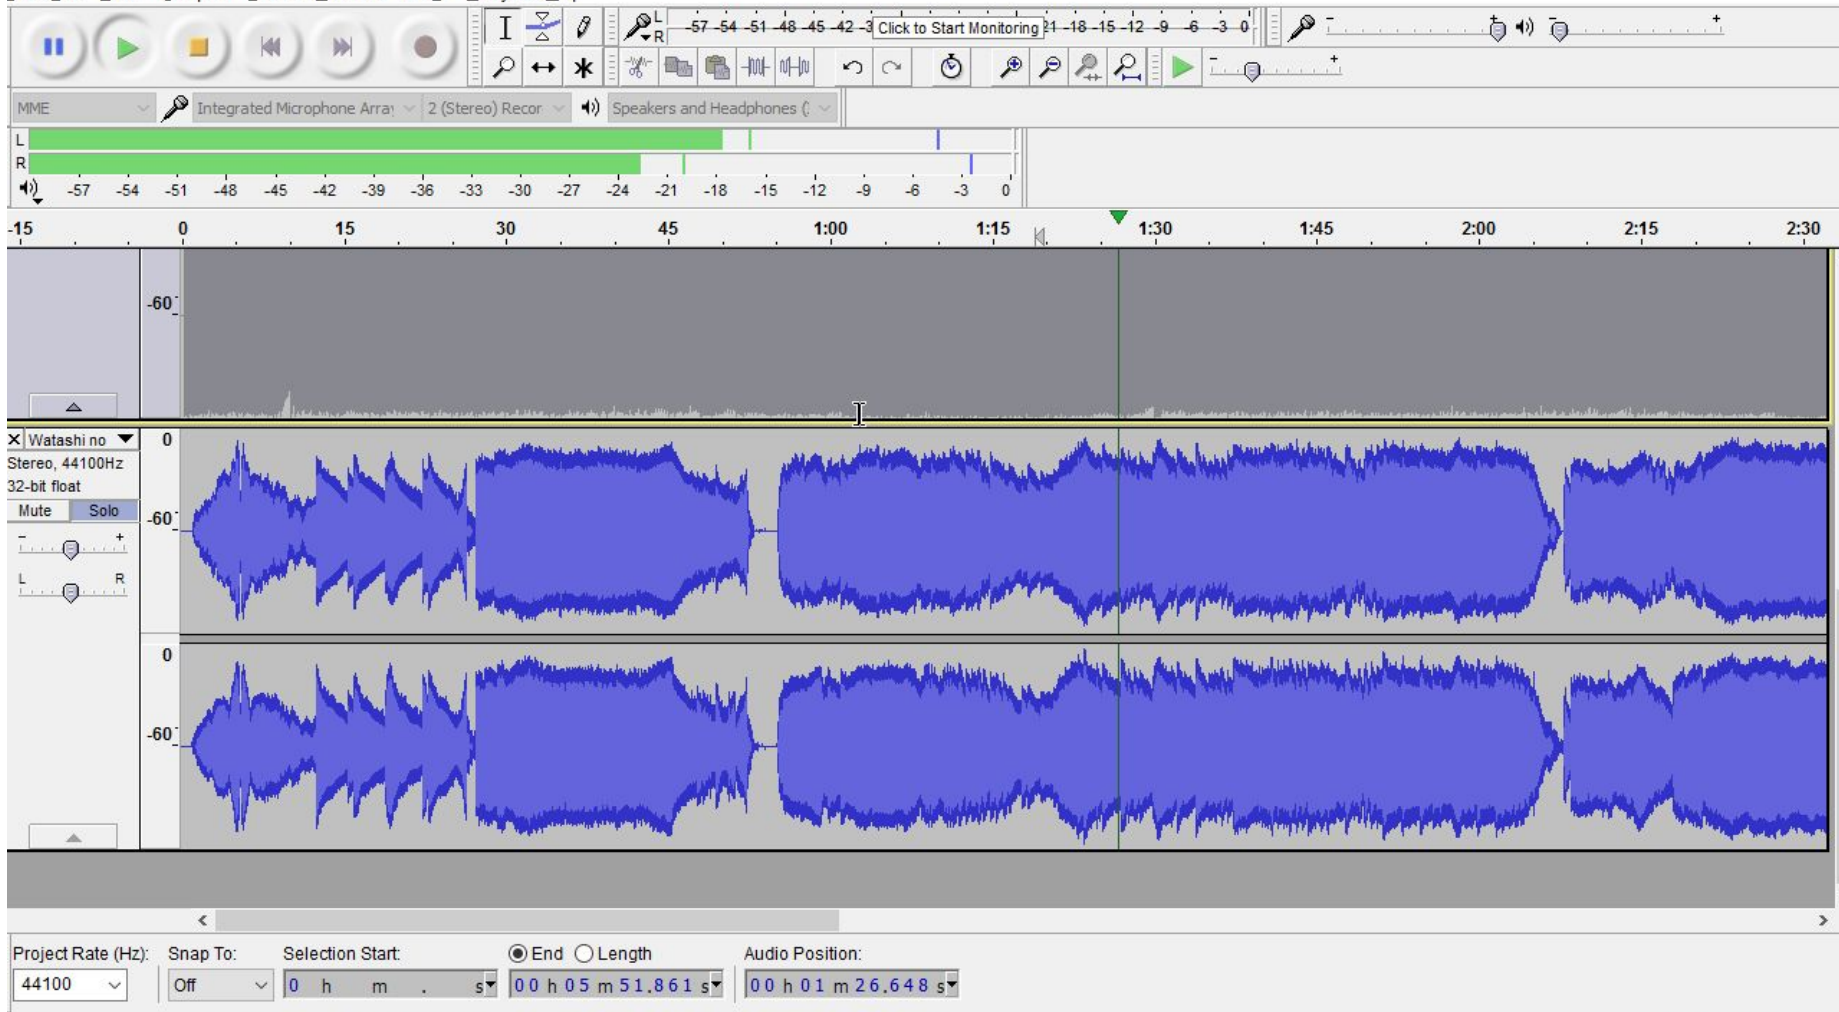 L
R
-57 -54 -51 -48 -45 -42 -3 Click to Start Monitoring 21 -18 -15 -12 -9 -6 -3 0
- +
- +
- +
MME
Integrated Microphone Array
2 (Stereo) Recor
Speakers and Headphones (
L
R
-57 -54 -51 -48 -45 -42 -39 -36 -33 -30 -27 -24 -21 -18 -15 -12 -9 -6 -3 0
-15 0 15 30 45 1:00 1:15 1:30 1:45 2:00 2:15 2:30
-60
X Watashi no
0
Stereo, 44100Hz
32-bit float
Mute Solo
-60
- +
L R
0
-60
Project Rate (Hz): Snap To: Selection Start: End Length Audio Position:
44100 Off 0 h m . s 00 h 05 m 51.861 s 00 h 01 m 26.648 s